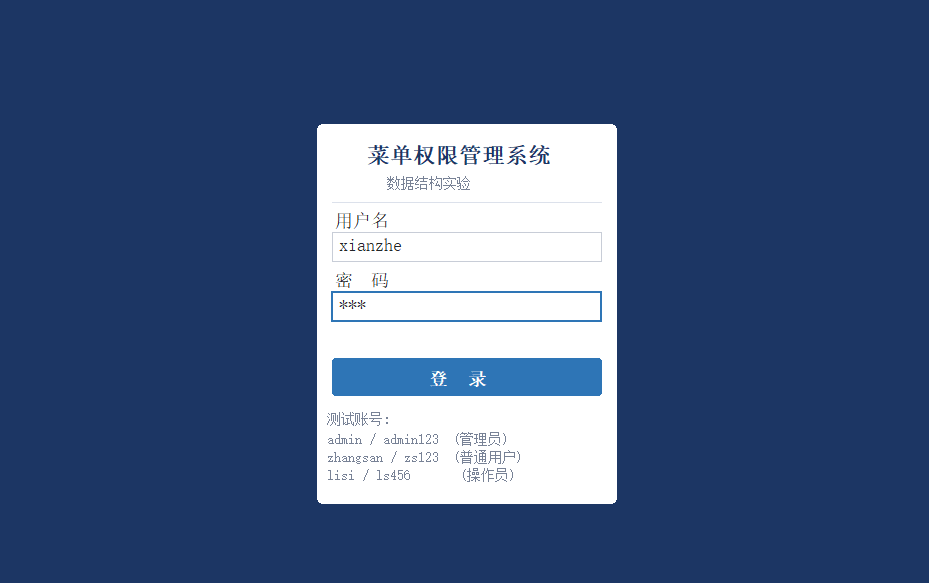 菜单权限管理系统
数据结构实验
用户名
xianzhe
密　码
***
登　录
测试账号:
admin / admin123  (管理员)
zhangsan / zs123  (普通用户)
lisi / ls456      (操作员)